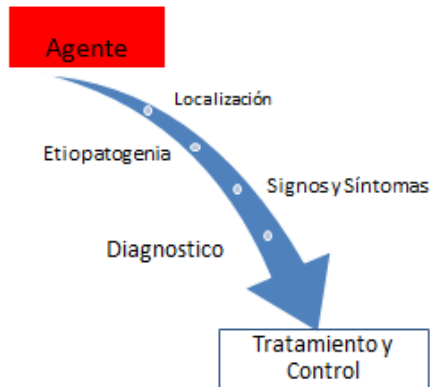 Agente
Localización
Etiopatogenia
Signos y Síntomas
Diagnostico
Tratamiento y
Control